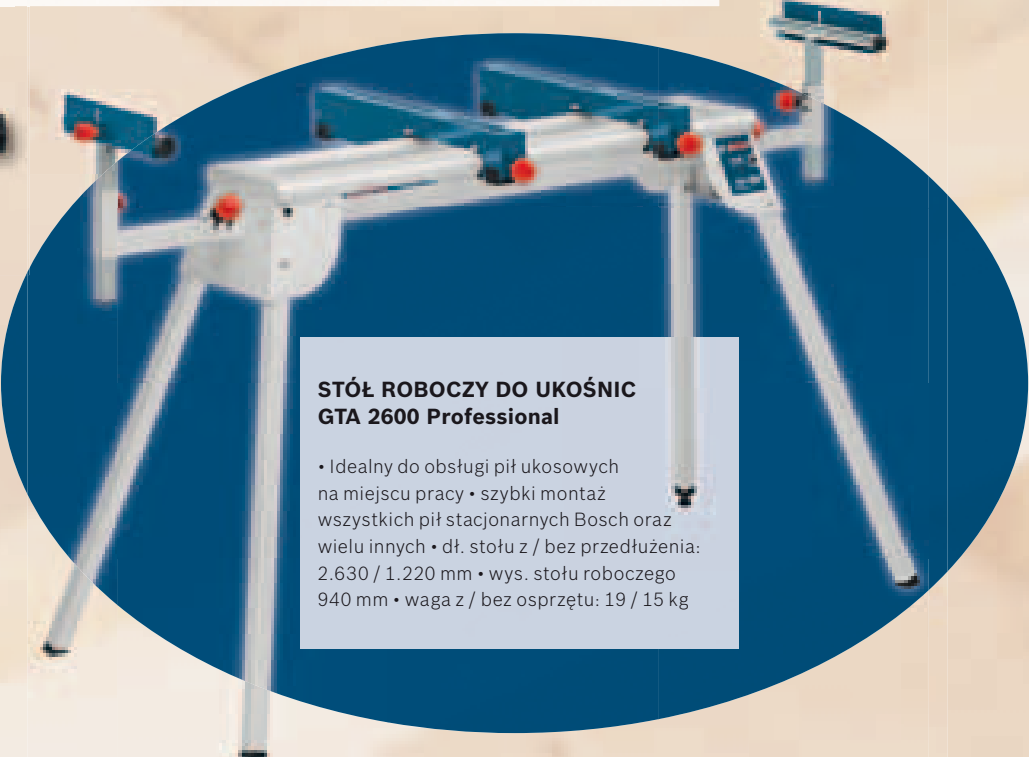 STÓŁ ROBOCZY DO UKOŚNIC
GTA 2600 Professional
• Idealny do obsługi pił ukosowych
na miejscu pracy • szybki montaż
wszystkich pił stacjonarnych Bosch oraz
wielu innych • dł. stołu z / bez przedłużenia:
2.630 / 1.220 mm • wys. stołu roboczego
940 mm • waga z / bez osprzętu: 19 / 15 kg